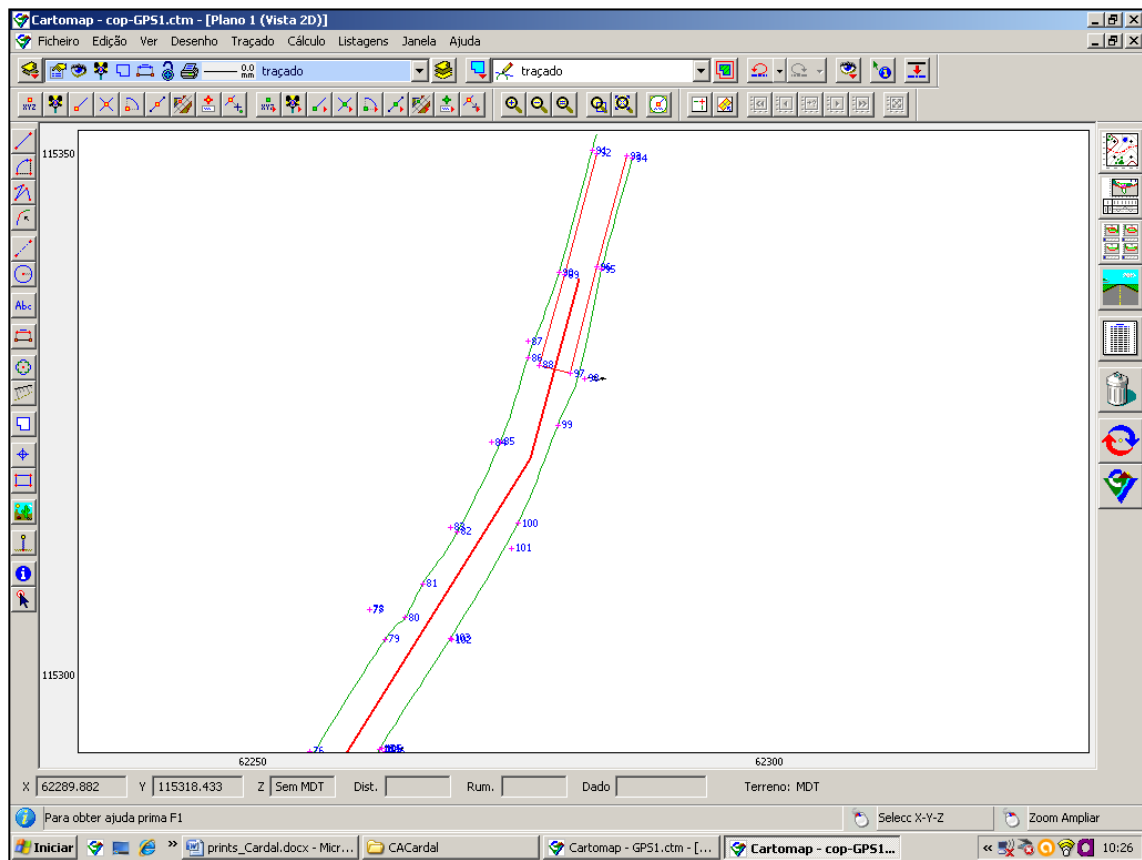 Cartomap - cop-GPS1.ctm - [Plano 1 (Vista 2D)]
Ficheiro Edição Ver Desenho Traçado Cálculo Listagens Janela Ajuda
0.0 mm traçado traçado
XYZ XYZ
115350
91 92 93 94
90 89 96 95
87
86
88 97 98
99
84 85
100
83 82
101
81
80
79 103 102
76
115300
62250 62300
Abc
X 62289.882 Y 115318.433 Z Sem MDT Dist. Rum. Dado Terreno: MDT
Para obter ajuda prima F1 Selecc X-Y-Z Zoom Ampliar
Iniciar » prints_Cardal.docx - Micr... CACardal Cartomap - GPS1.ctm - [... Cartomap - cop-GPS1... « 10:26